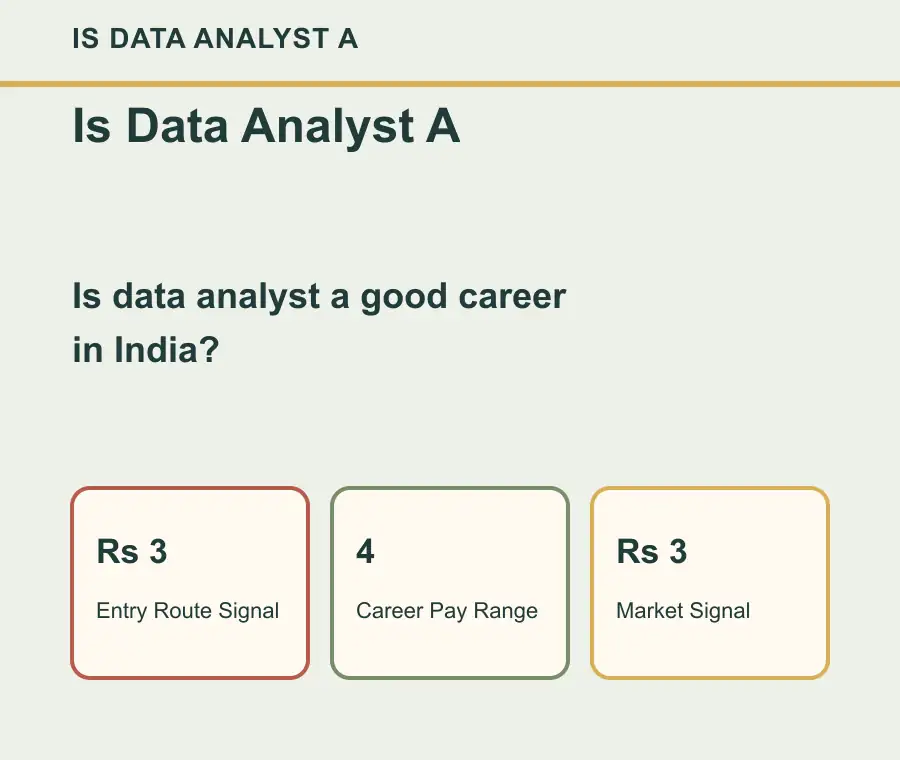 IS DATA ANALYST A
Is Data Analyst A
Is data analyst a good career
in India?
Rs 3
Entry Route Signal
4
Career Pay Range
Rs 3
Market Signal